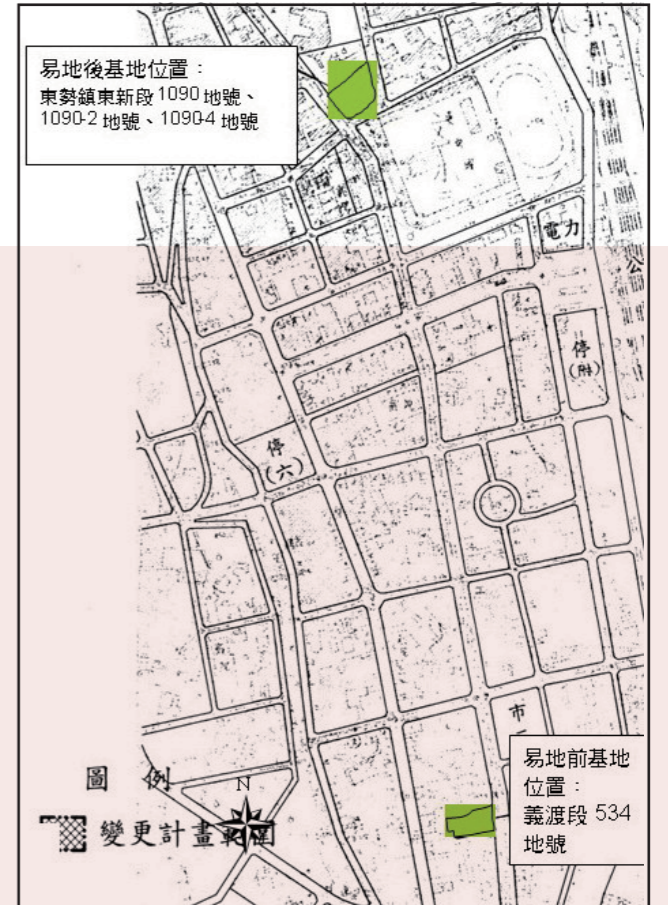 易地後基地位置：
東勢鎮東新段1090地號、
1090-2地號、1090-4地號
電力
公
停
(附)
停
(六)
市
易地前基地
位置：
義渡段 534
地號
圖 例
N
變更計畫範圍